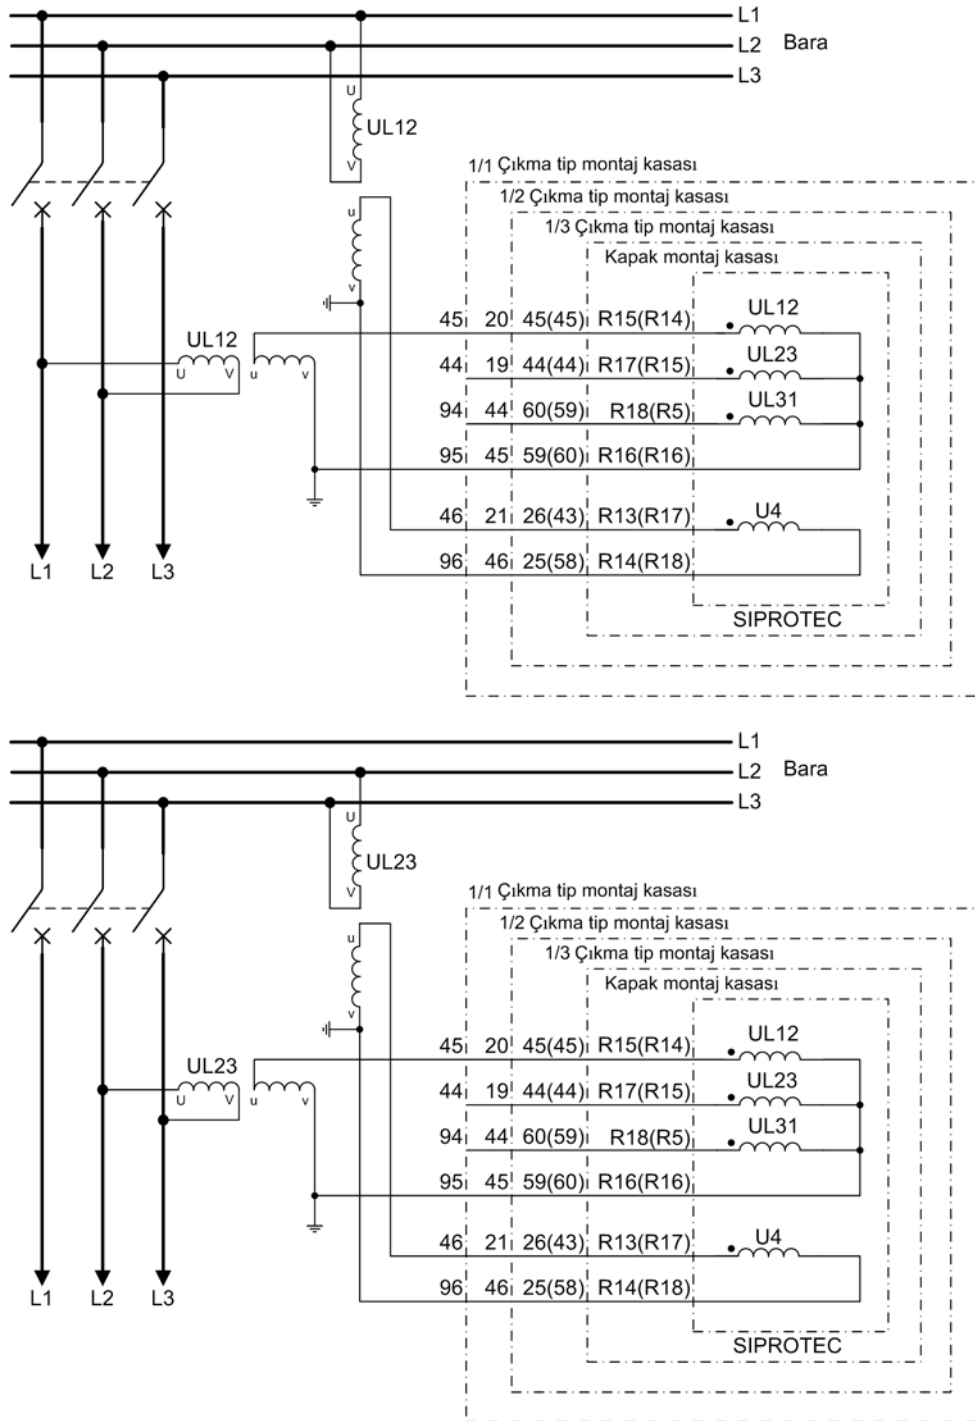 L1
L2 Bara
L3
U
UL12
V
1/1 Çıkma tip montaj kasası
1/2 Çıkma tip montaj kasası
u
1/3 Çıkma tip montaj kasası
Kapak montaj kasası
v
45 20 45(45) R15(R14) UL12
UL12
44 19 44(44) R17(R15) UL23
U V u v
94 44 60(59) R18(R5) UL31
95 45 59(60) R16(R16)
46 21 26(43) R13(R17) U4
96 46 25(58) R14(R18)
L1 L2 L3
SIPROTEC
L1
L2 Bara
L3
U
UL23
V
1/1 Çıkma tip montaj kasası
1/2 Çıkma tip montaj kasası
u
1/3 Çıkma tip montaj kasası
Kapak montaj kasası
v
45 20 45(45) R15(R14) UL12
UL23
44 19 44(44) R17(R15) UL23
U V u v
94 44 60(59) R18(R5) UL31
95 45 59(60) R16(R16)
46 21 26(43) R13(R17) U4
96 46 25(58) R14(R18)
L1 L2 L3
SIPROTEC